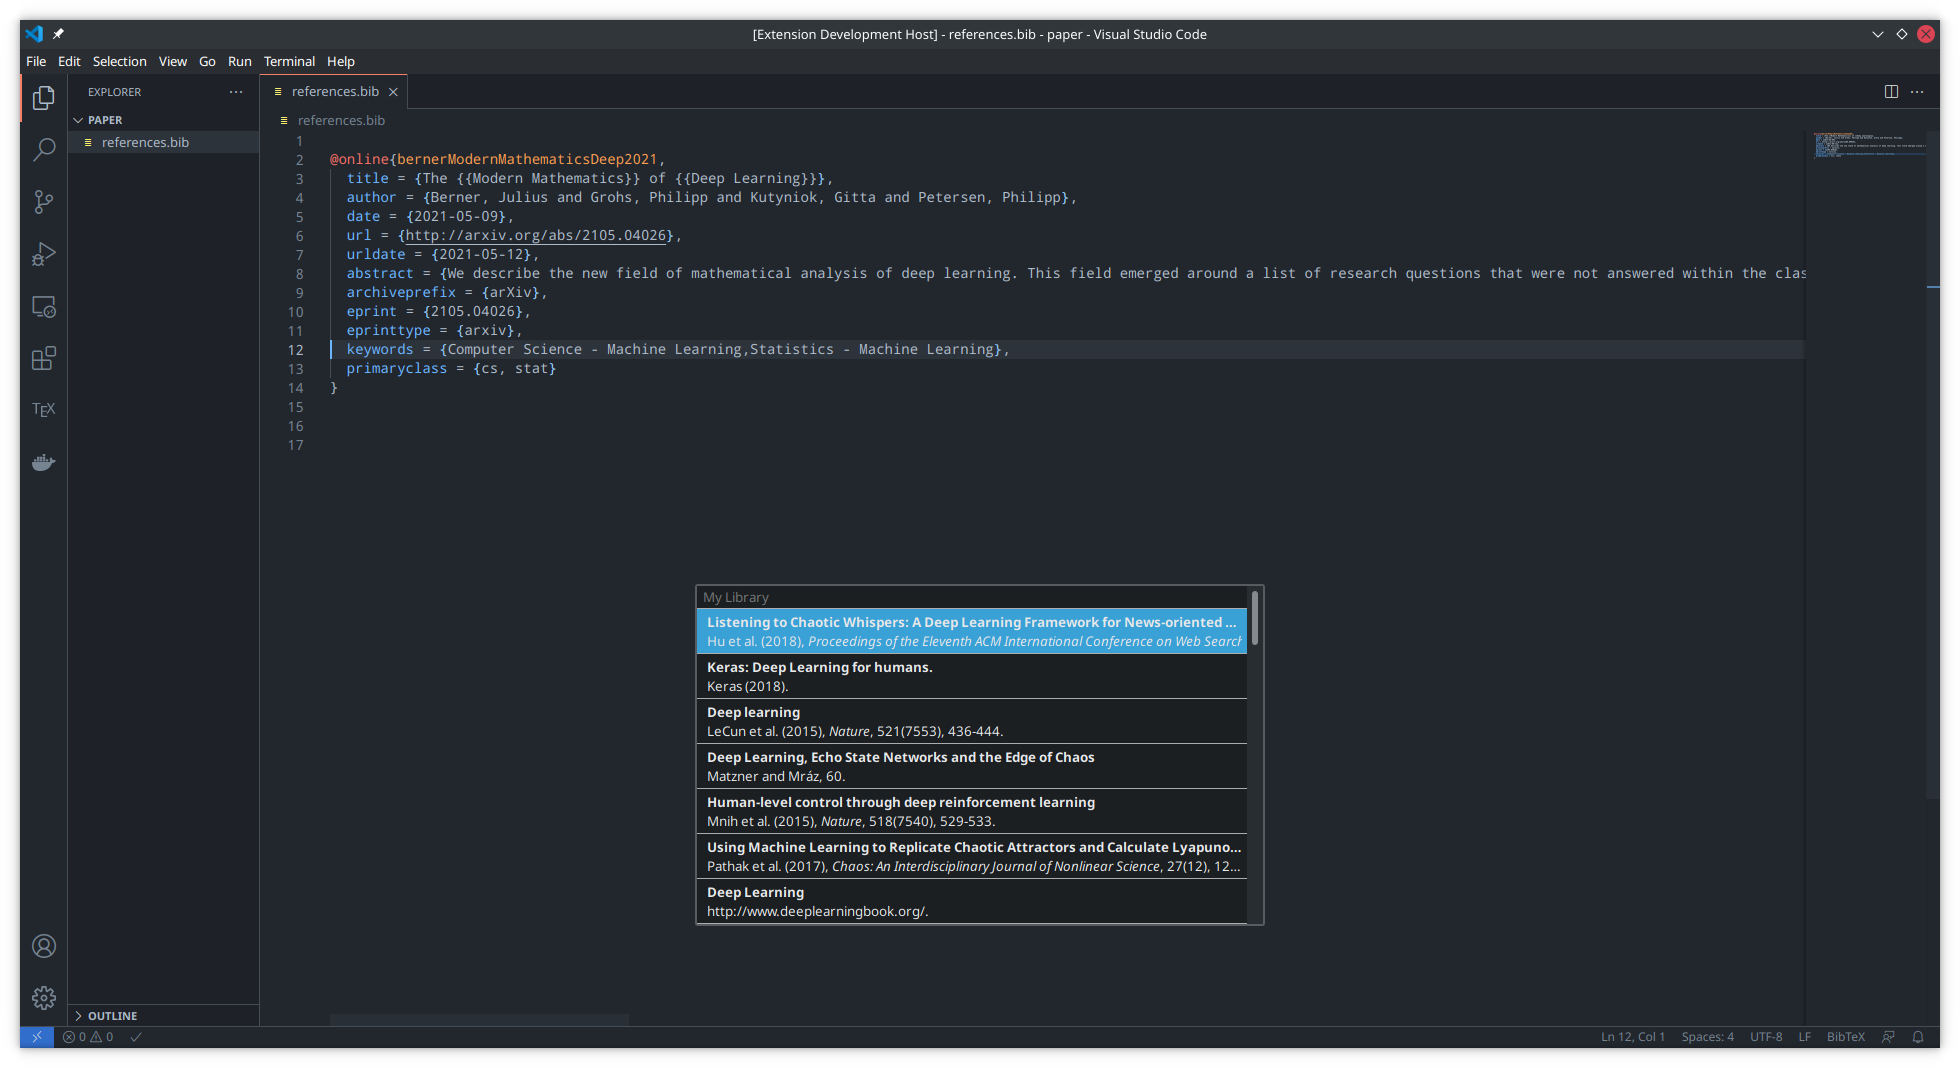 [Extension Development Host] - references.bib - paper - Visual Studio Code
File Edit Selection View Go Run Terminal Help
EXPLORER
PAPER
references.bib
references.bib
references.bib
1
2 @online{bernerModernMathematicsDeep2021,
3 title = {The {{Modern Mathematics}} of {{Deep Learning}}},
4 author = {Berner, Julius and Grohs, Philipp and Kutyniok, Gitta and Petersen, Philipp},
5 date = {2021-05-09},
6 url = {http://arxiv.org/abs/2105.04026},
7 urldate = {2021-05-12},
8 abstract = {We describe the new field of mathematical analysis of deep learning. This field emerged around a list of research questions that were not answered within the clas
9 archiveprefix = {arXiv},
10 eprint = {2105.04026},
11 eprinttype = {arxiv},
12 keywords = {Computer Science - Machine Learning,Statistics - Machine Learning},
13 primaryclass = {cs, stat}
14 }
15
16
17
TEX
My Library
Listening to Chaotic Whispers: A Deep Learning Framework for News-oriented ...
Hu et al. (2018), Proceedings of the Eleventh ACM International Conference on Web Search
Keras: Deep Learning for humans.
Keras (2018).
Deep learning
LeCun et al. (2015), Nature, 521(7553), 436-444.
Deep Learning, Echo State Networks and the Edge of Chaos
Matzner and Mráz, 60.
Human-level control through deep reinforcement learning
Mnih et al. (2015), Nature, 518(7540), 529-533.
Using Machine Learning to Replicate Chaotic Attractors and Calculate Lyapuno...
Pathak et al. (2017), Chaos: An Interdisciplinary Journal of Nonlinear Science, 27(12), 12...
Deep Learning
http://www.deeplearningbook.org/.
OUTLINE
0 0
Ln 12, Col 1 Spaces: 4 UTF-8 LF BibTeX